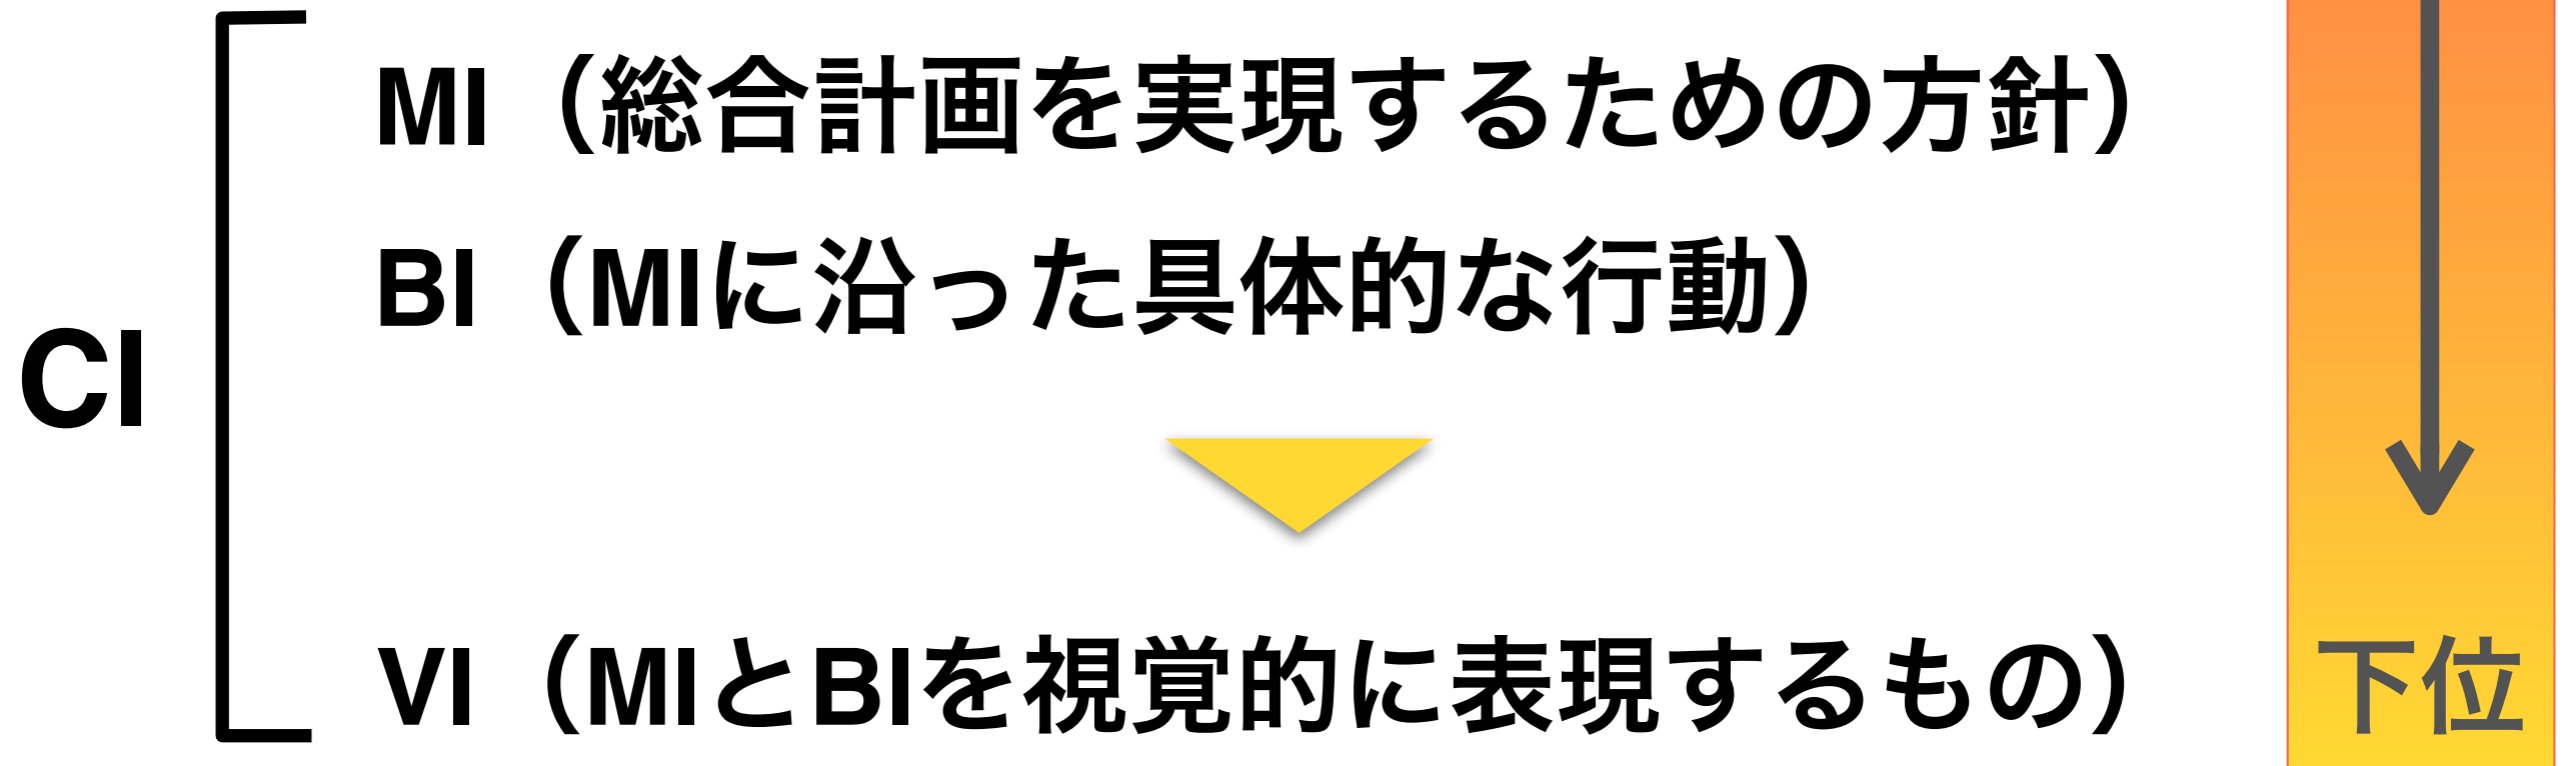 MI（総合計画を実現するための方針）
BI（MIに沿った具体的な行動）
CI
VI（MIとBIを視覚的に表現するもの）
下位